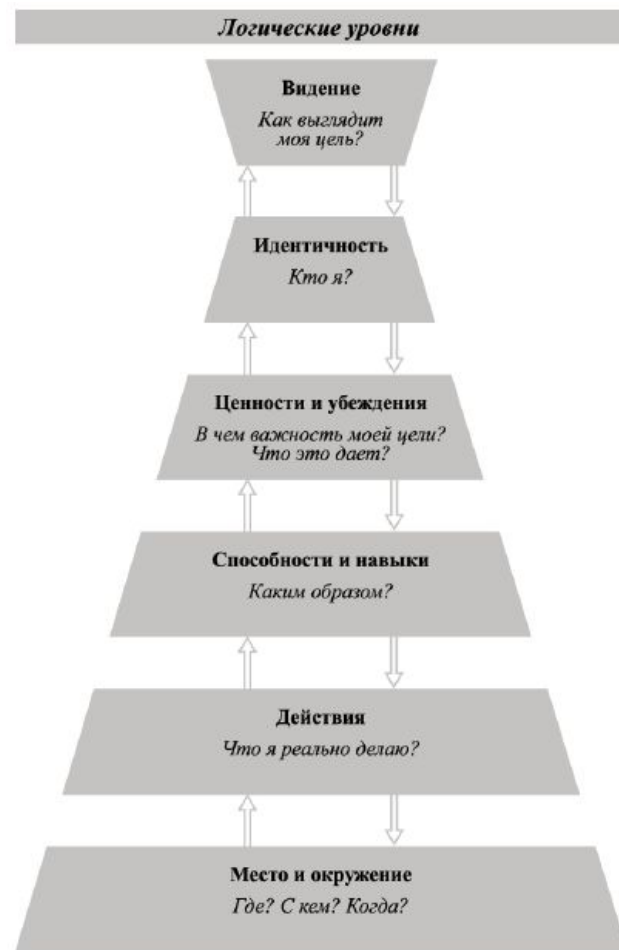 Логические уровни
Видение
Как выглядит
моя цель?
Идентичность
Кто я?
Ценности и убеждения
В чем важность моей цели?
Что это дает?
Способности и навыки
Каким образом?
Действия
Что я реально делаю?
Место и окружение
Где? С кем? Когда?